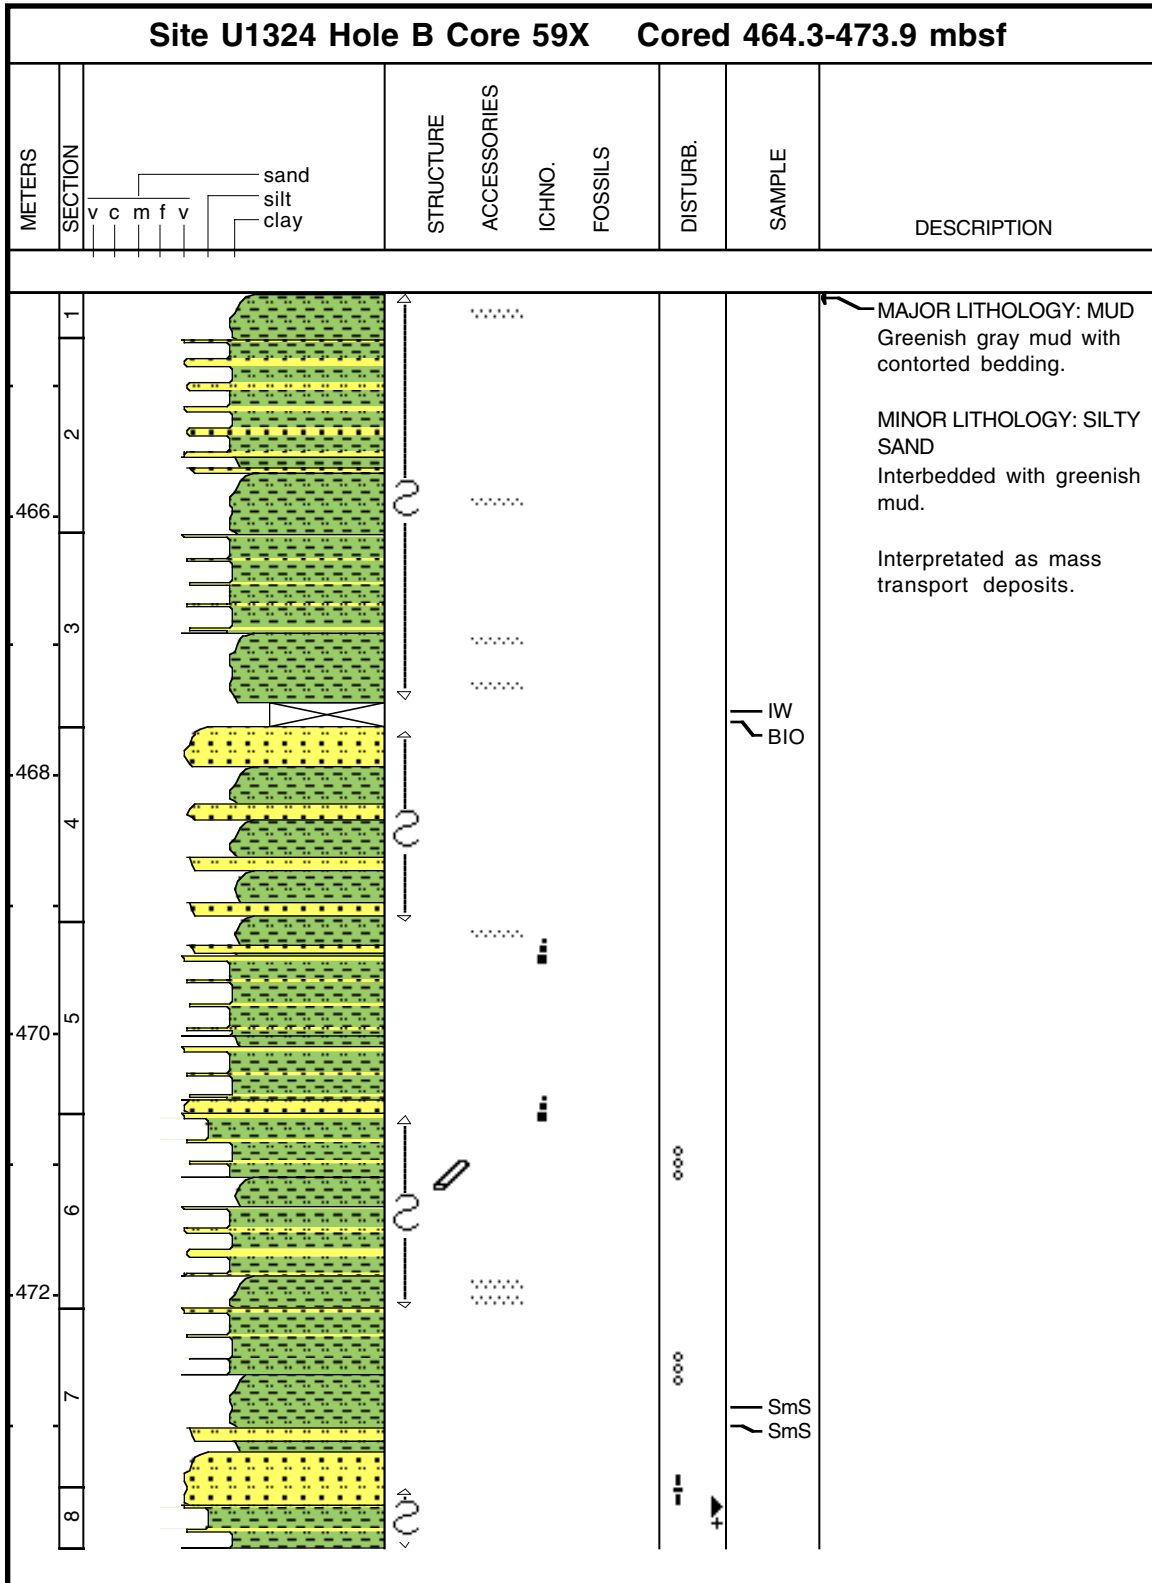 Site U1324 Hole B Core 59X Cored 464.3-473.9 mbsf
METERS
SECTION
v c m f v
sand
silt
clay
STRUCTURE
ACCESSORIES
ICHNO.
FOSSILS
DISTURB.
SAMPLE
DESCRIPTION
1
2
466
3
468
4
5
470
6
472
7
8
IW
BIO
SmS
SmS
MAJOR LITHOLOGY: MUD
Greenish gray mud with
contorted bedding.
MINOR LITHOLOGY: SILTY
SAND
Interbedded with greenish
mud.
Interpretated as mass
transport deposits.